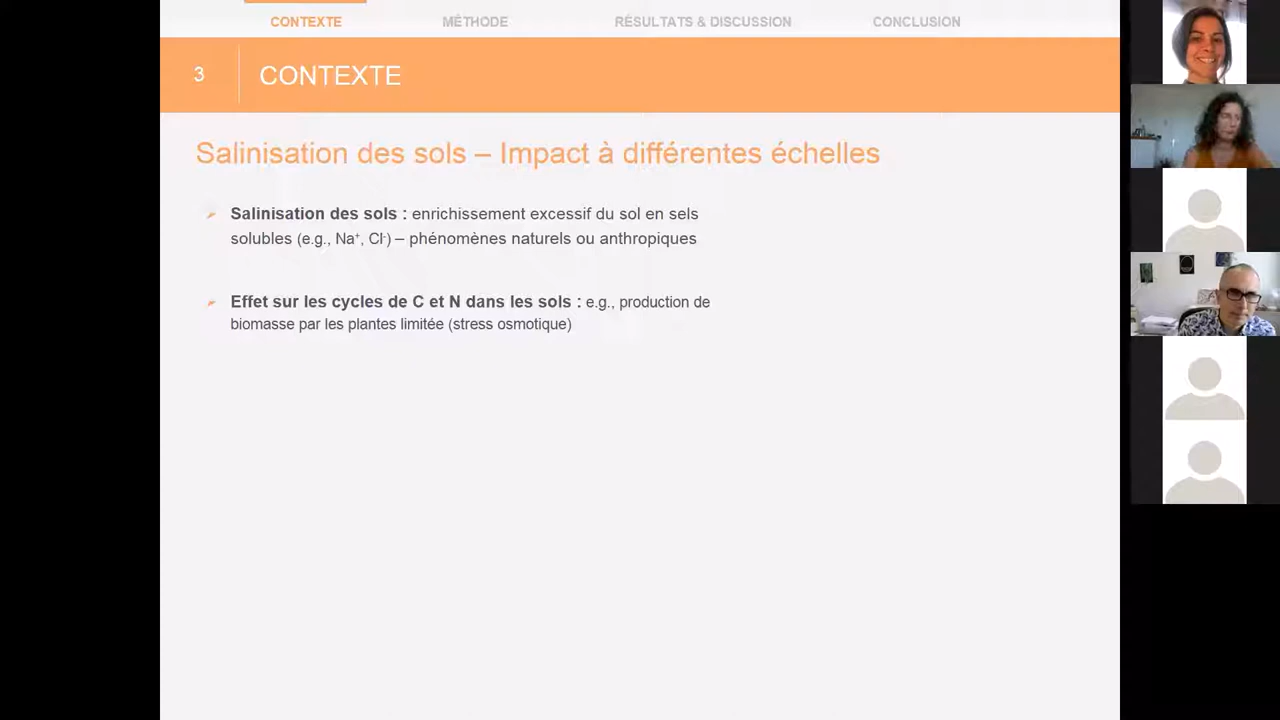 CONTEXTE MÉTHODE RÉSULTATS & DISCUSSION CONCLUSION
3 CONTEXTE
Salinisation des sols – Impact à différentes échelles
Salinisation des sols : enrichissement excessif du sol en sels
solubles (e.g., Na⁺, Cl⁻) – phénomènes naturels ou anthropiques
Effet sur les cycles de C et N dans les sols : e.g., production de
biomasse par les plantes limitée (stress osmotique)